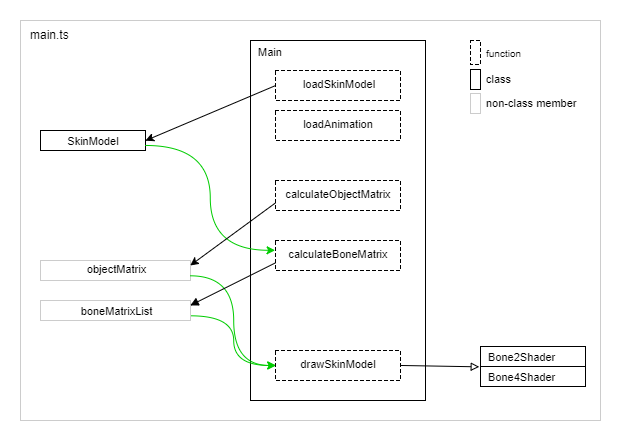 main.ts
Main
function
class
non-class member
loadSkinModel
loadAnimation
SkinModel
calculateObjectMatrix
calculateBoneMatrix
objectMatrix
boneMatrixList
drawSkinModel
Bone2Shader
Bone4Shader